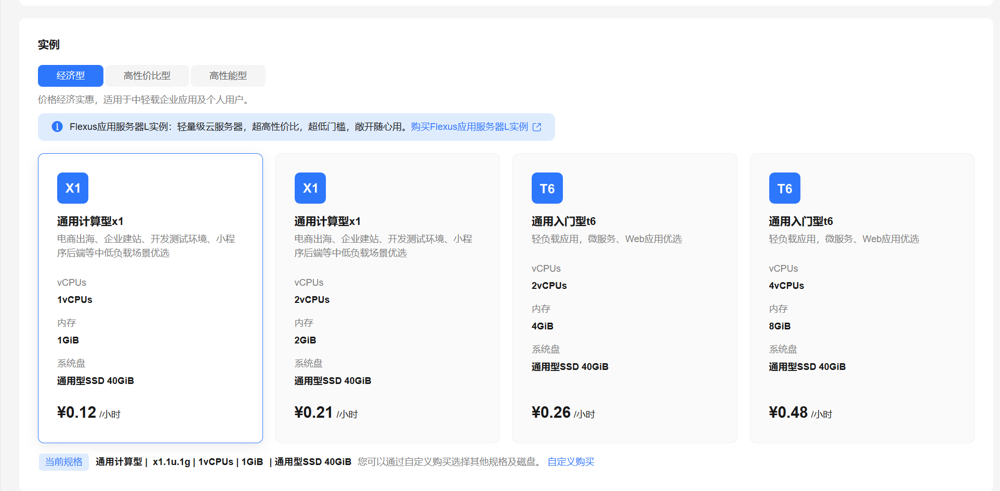 实例
经济型 高性价比型 高性能型
价格经济实惠，适用于中轻载企业应用及个人用户。
Flexus应用服务器L实例：轻量级云服务器，超高性价比，超低门槛，敞开随心用。购买Flexus应用服务器L实例
X1
通用计算型x1
电商出海、企业建站、开发测试环境、小程
序后端等中低负载场景优选
vCPUs
1vCPUs
内存
1GiB
系统盘
通用型SSD 40GiB
¥0.12 /小时
X1
通用计算型x1
电商出海、企业建站、开发测试环境、小程
序后端等中低负载场景优选
vCPUs
2vCPUs
内存
2GiB
系统盘
通用型SSD 40GiB
¥0.21 /小时
T6
通用入门型t6
轻负载应用，微服务、Web应用优选
vCPUs
2vCPUs
内存
4GiB
系统盘
通用型SSD 40GiB
¥0.26 /小时
T6
通用入门型t6
轻负载应用，微服务、Web应用优选
vCPUs
4vCPUs
内存
8GiB
系统盘
通用型SSD 40GiB
¥0.48 /小时
当前规格 通用计算型 | x1.1u.1g | 1vCPUs | 1GiB | 通用型SSD 40GiB 您可以通过自定义购买选择其他规格及磁盘。 自定义购买